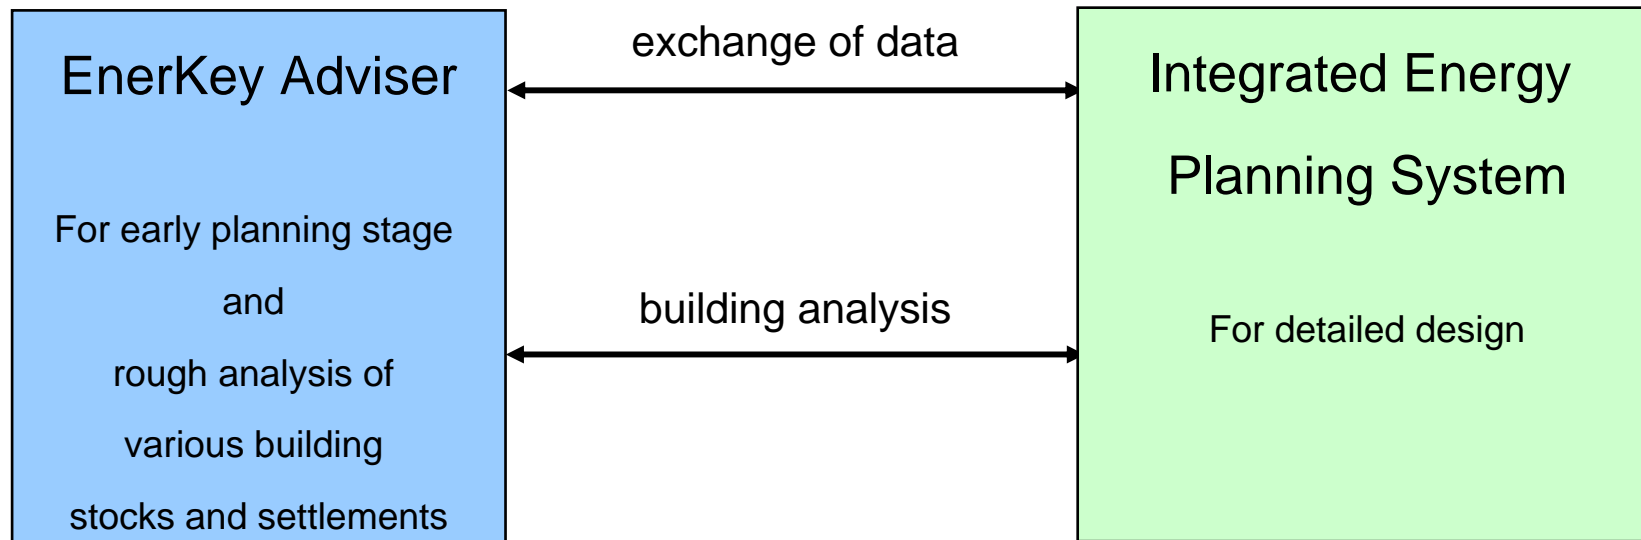 EnerKey Adviser
For early planning stage
and
rough analysis of
various building
stocks and settlements
exchange of data
building analysis
Integrated Energy
Planning System
For detailed design